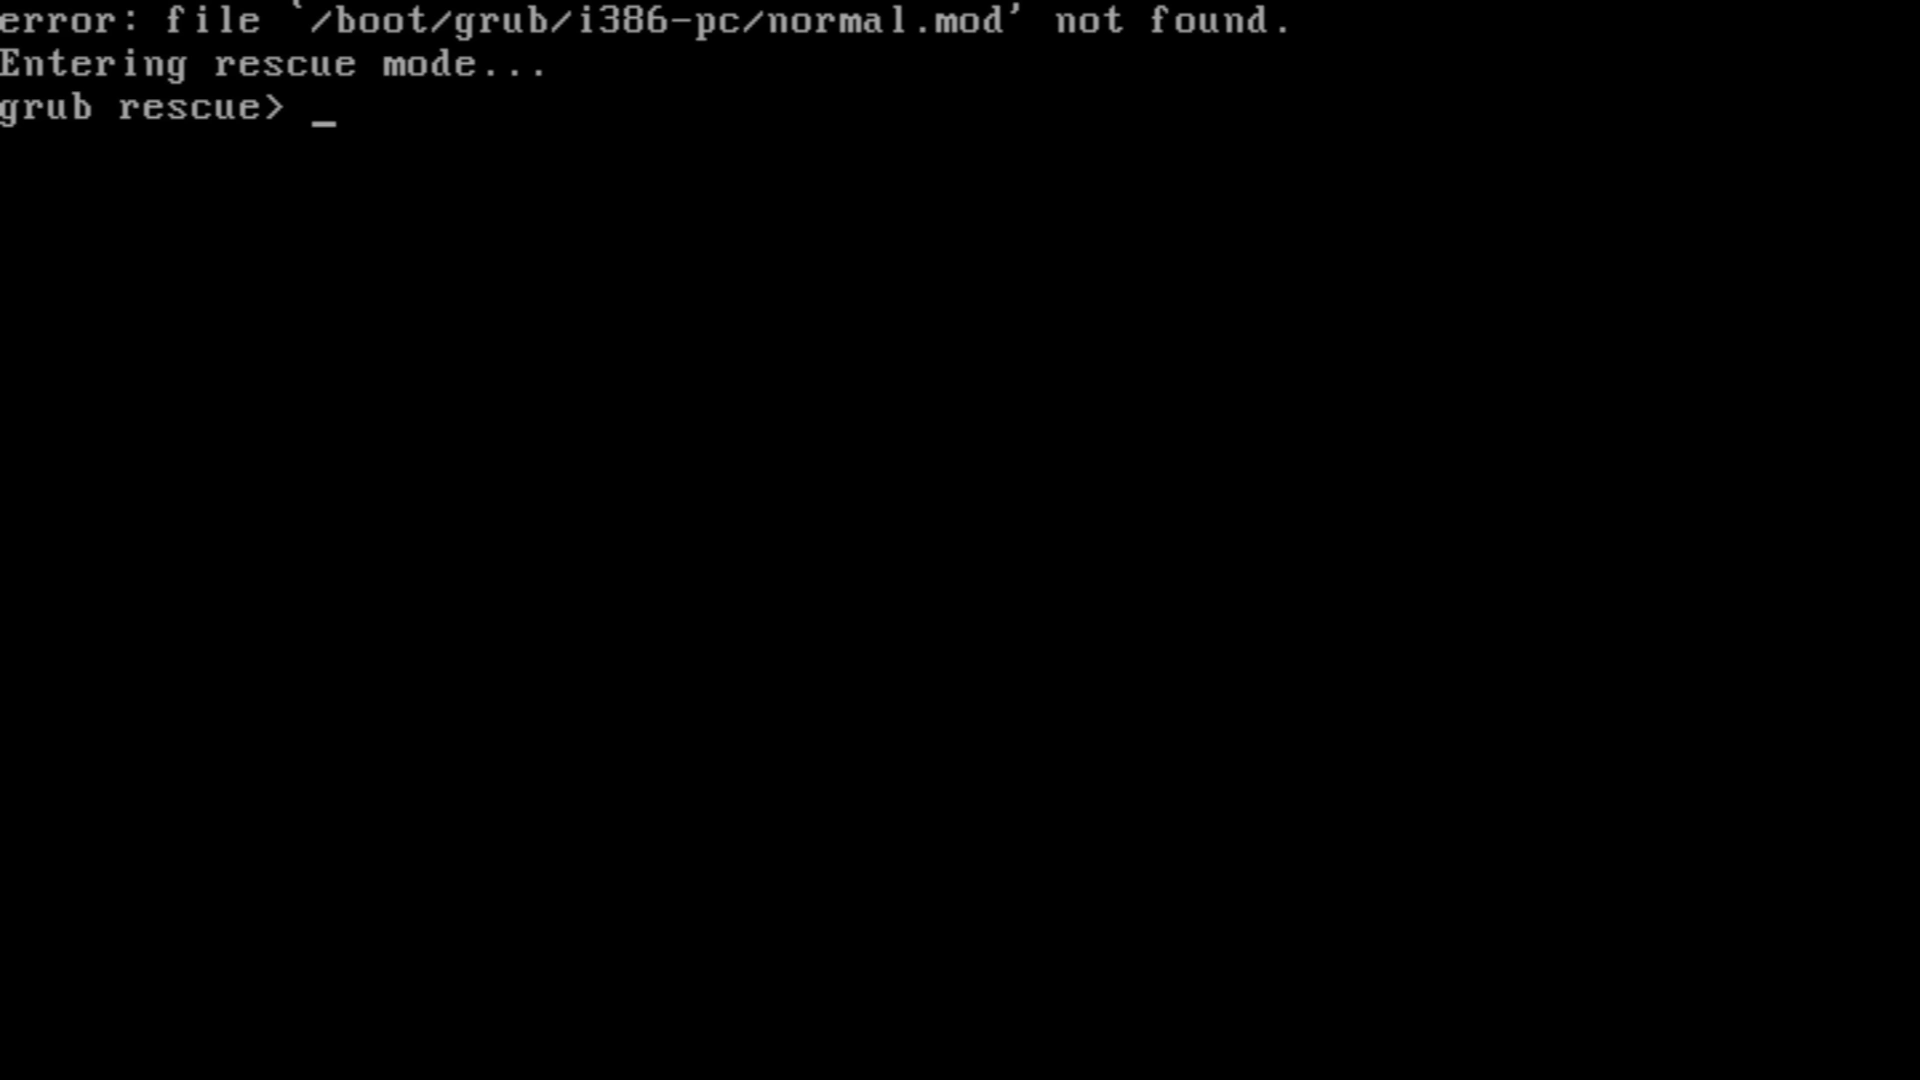 error: file `/boot/grub/i386-pc/normal.mod' not found.
Entering rescue mode...
grub rescue> _